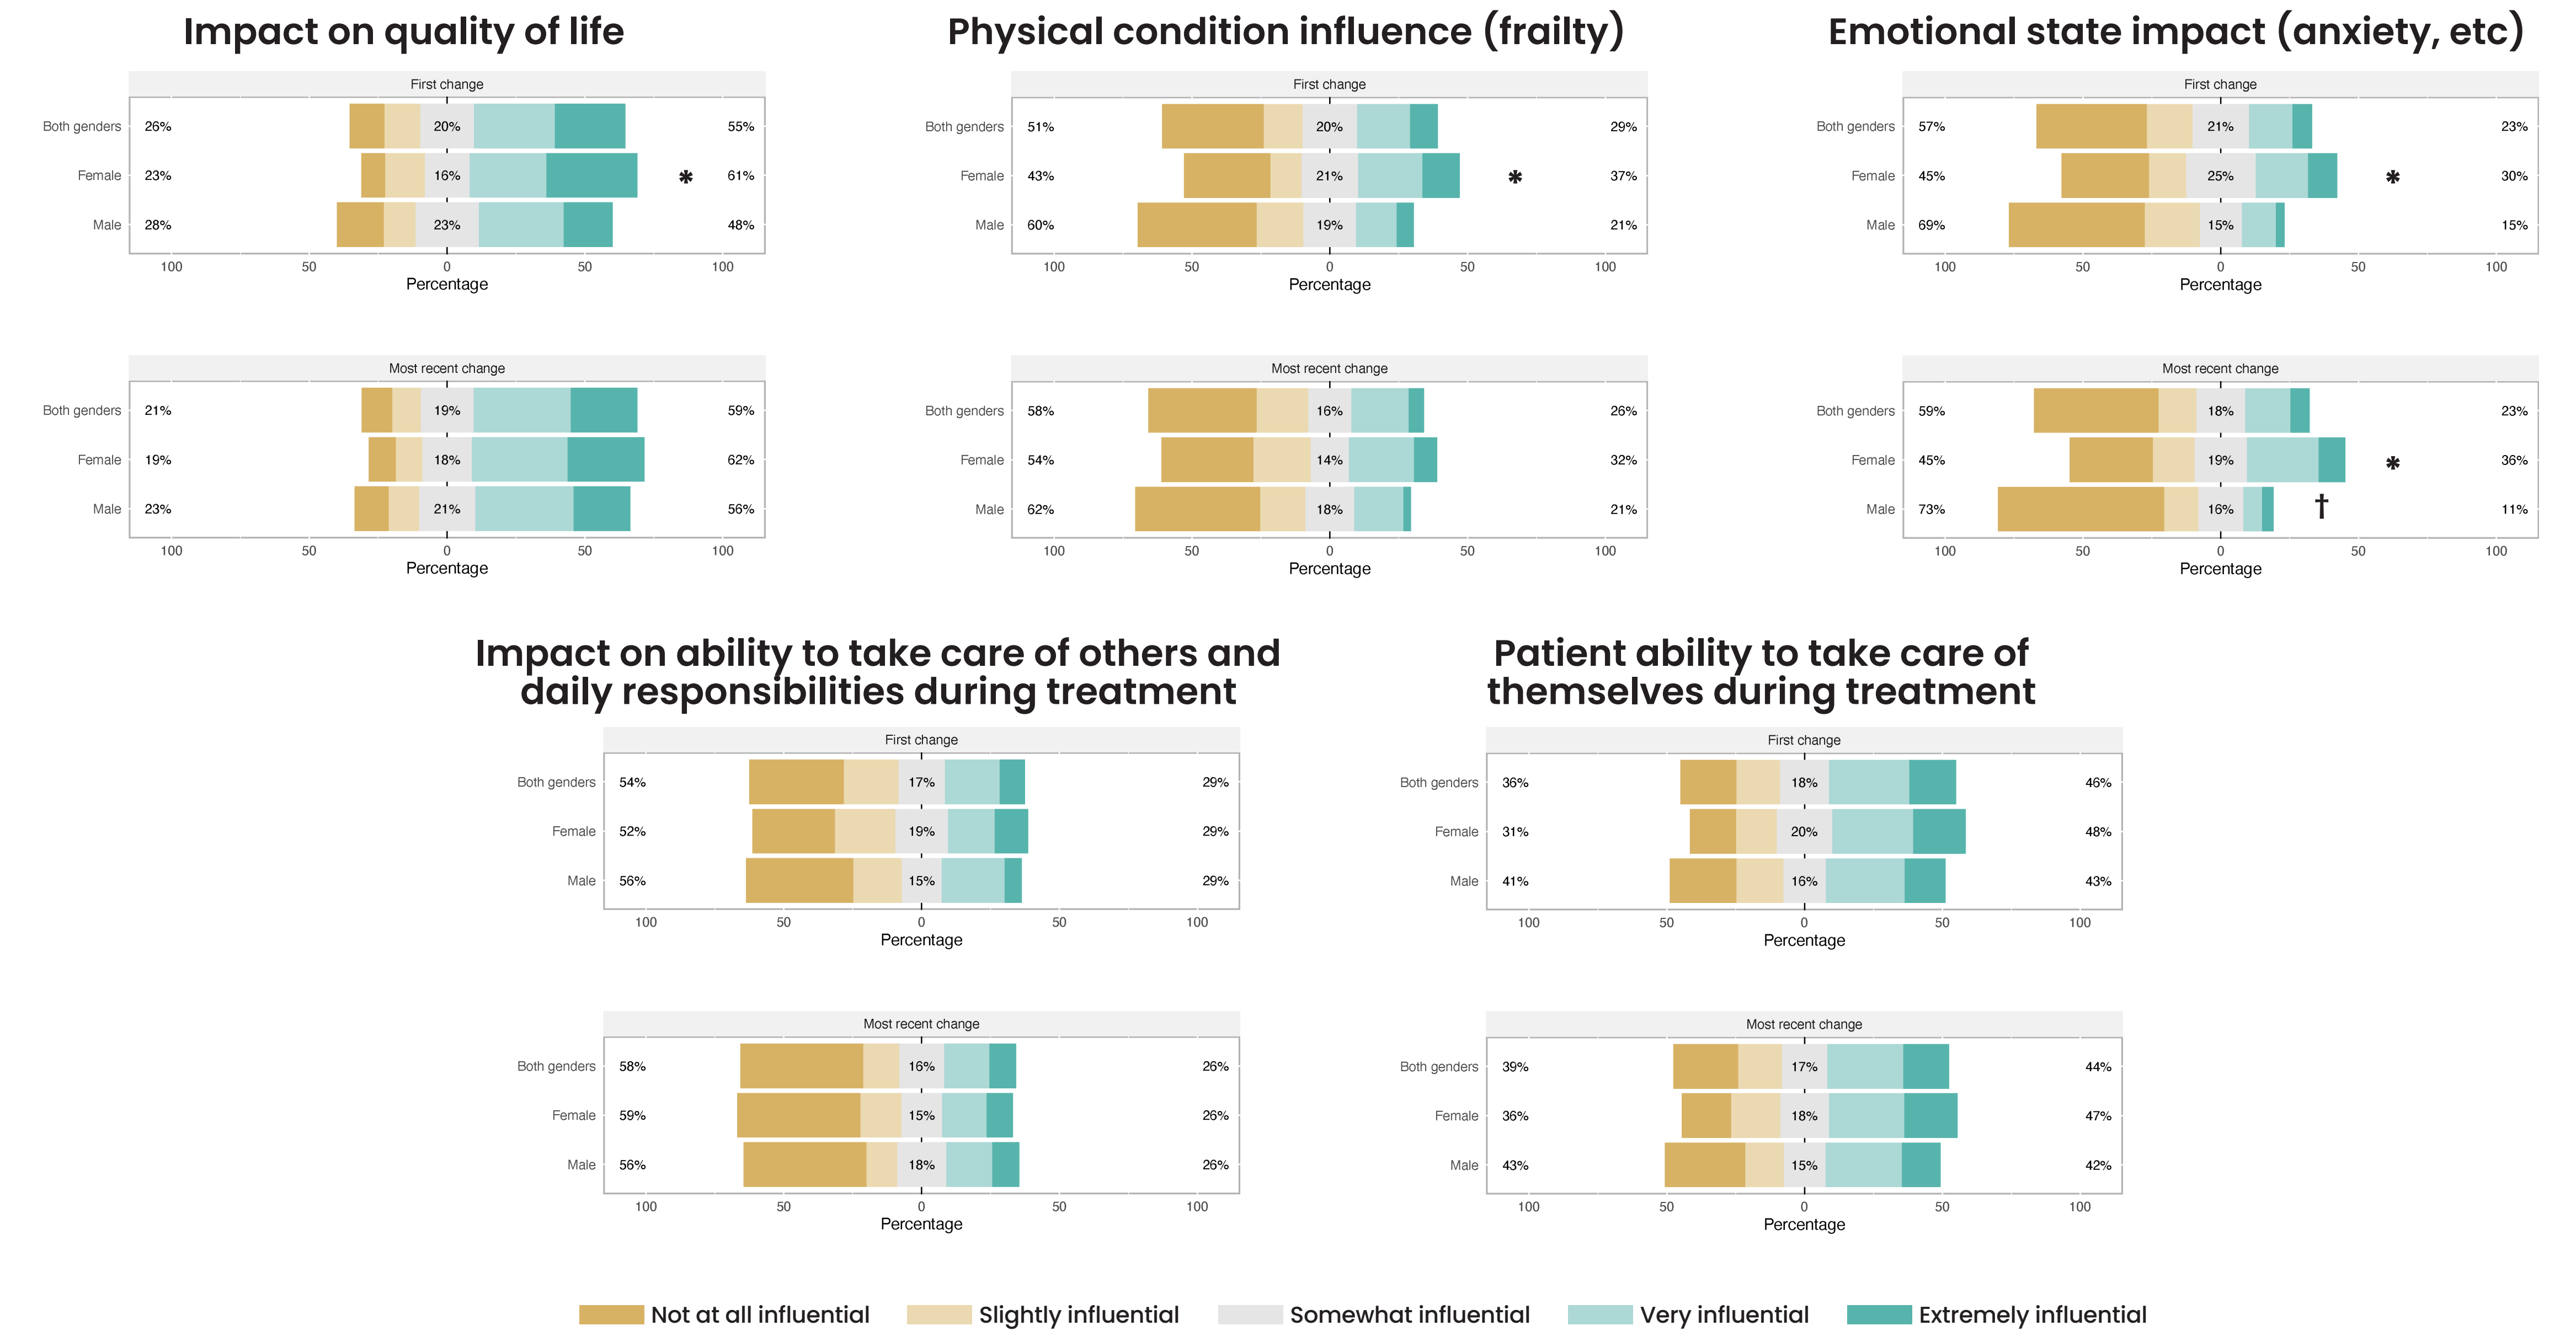 Impact on quality of life
First change
Both genders 26% 20% 55%
Female 23% 16% * 61%
Male 28% 23% 48%
100 50 0 50 100
Percentage
Most recent change
Both genders 21% 19% 59%
Female 19% 18% 62%
Male 23% 21% 56%
100 50 0 50 100
Percentage
Physical condition influence (frailty)
First change
Both genders 51% 20% 29%
Female 43% 21% * 37%
Male 60% 19% 21%
100 50 0 50 100
Percentage
Most recent change
Both genders 58% 16% 26%
Female 54% 14% 32%
Male 62% 18% 21%
100 50 0 50 100
Percentage
Emotional state impact (anxiety, etc)
First change
Both genders 57% 21% 23%
Female 45% 25% * 30%
Male 69% 15% 15%
100 50 0 50 100
Percentage
Most recent change
Both genders 59% 18% 23%
Female 45% 19% * 36%
Male 73% 16% † 11%
100 50 0 50 100
Percentage
Impact on ability to take care of others and
daily responsibilities during treatment
First change
Both genders 54% 17% 29%
Female 52% 19% 29%
Male 56% 15% 29%
100 50 0 50 100
Percentage
Most recent change
Both genders 58% 16% 26%
Female 59% 15% 26%
Male 56% 18% 26%
100 50 0 50 100
Percentage
Patient ability to take care of
themselves during treatment
First change
Both genders 36% 18% 46%
Female 31% 20% 48%
Male 41% 16% 43%
100 50 0 50 100
Percentage
Most recent change
Both genders 39% 17% 44%
Female 36% 18% 47%
Male 43% 15% 42%
100 50 0 50 100
Percentage
Not at all influential Slightly influential Somewhat influential Very influential Extremely influential